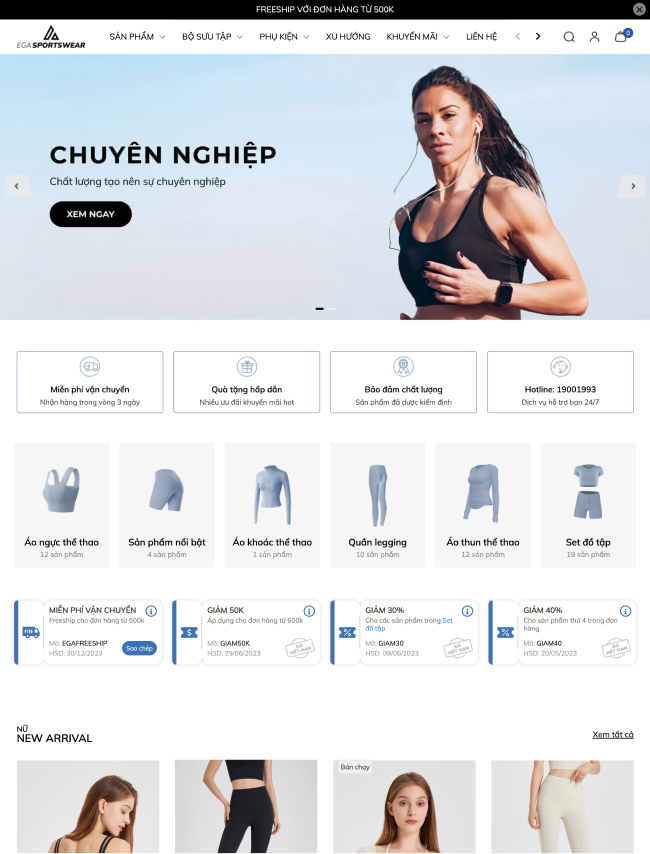 FREESHIP VỚI ĐƠN HÀNG TỪ 500K
EGA SPORTSWEAR
SẢN PHẨM
BỘ SƯU TẬP
PHỤ KIỆN
XU HƯỚNG
KHUYẾN MÃI
LIÊN HỆ
0
CHUYÊN NGHIỆP
Chất lượng tạo nên sự chuyên nghiệp
XEM NGAY
Miễn phí vận chuyển
Nhận hàng trong vòng 3 ngày
Quà tặng hấp dẫn
Nhiều ưu đãi khuyến mãi hot
Bảo đảm chất lượng
Sản phẩm đã dược kiểm định
Hotline: 19001993
Dịch vụ hỗ trợ bạn 24/7
Áo ngực thể thao
12 sản phẩm
Sản phẩm nổi bật
4 sản phẩm
Áo khoác thể thao
1 sản phẩm
Quần legging
10 sản phẩm
Áo thun thể thao
12 sản phẩm
Set đồ tập
19 sản phẩm
MIỄN PHÍ VẬN CHUYỂN
Freeship cho đơn hàng từ 500k
Mã: EGAFREESHIP
HSD: 30/12/2023
Sao chép
GIẢM 50K
Áp dụng cho đơn hàng từ 600k
Mã: GIAM50K
HSD: 29/06/2023
ĐÃ HẾT HẠN
GIẢM 30%
Cho các sản phẩm trong Set
đồ tập
Mã: GIAM30
HSD: 09/06/2023
ĐÃ HẾT HẠN
GIẢM 40%
Cho sản phẩm thứ 4 trong đơn
hàng
Mã: GIAM40
HSD: 20/05/2023
ĐÃ HẾT HẠN
NỮ
NEW ARRIVAL
Xem tất cả
Bán chạy